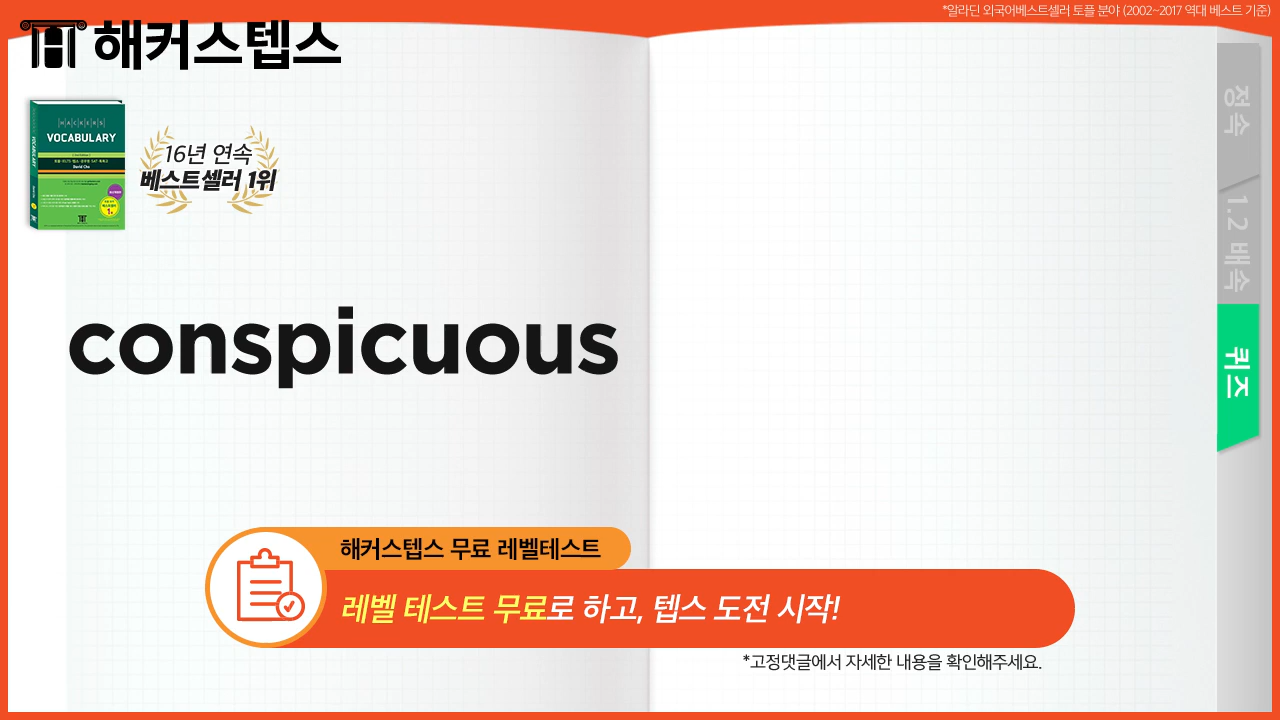 *알라딘 외국어베스트셀러 토플 분야 (2002~2017 역대 베스트 기준)
해커스텝스
HACKERS
VOCABULARY
David Cho
16년 연속
베스트셀러 1위
정속
1.2 배속
퀴즈
conspicuous
해커스텝스 무료 레벨테스트
레벨 테스트 무료로 하고, 텝스 도전 시작!
*고정댓글에서 자세한 내용을 확인해주세요.